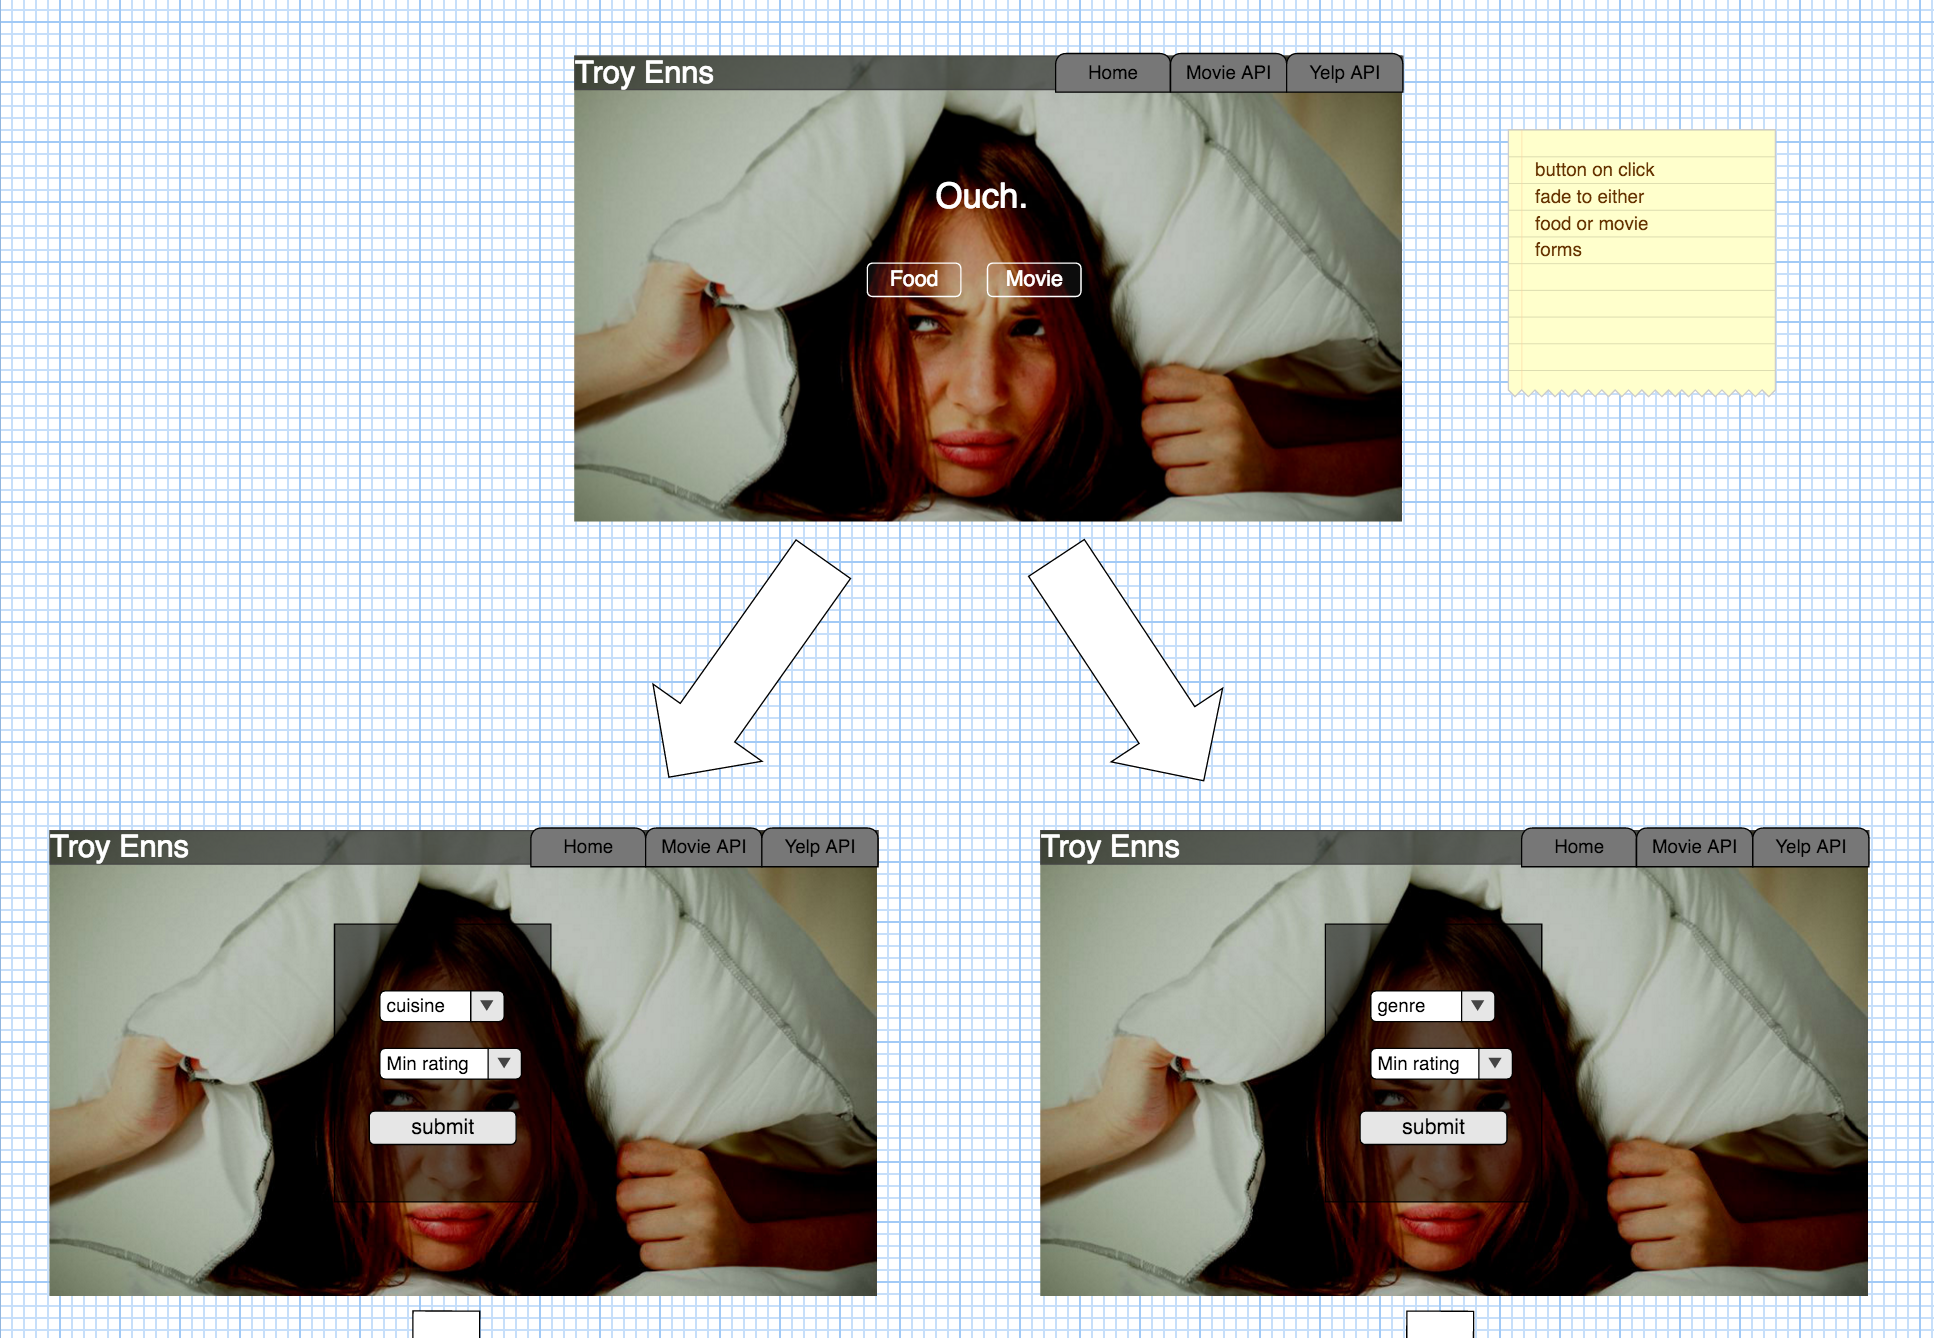 Troy Enns
Home
Movie API
Yelp API
Ouch.
Food
Movie
button on click
fade to either
food or movie
forms
Troy Enns
Home
Movie API
Yelp API
cuisine
Min rating
submit
Troy Enns
Home
Movie API
Yelp API
genre
Min rating
submit